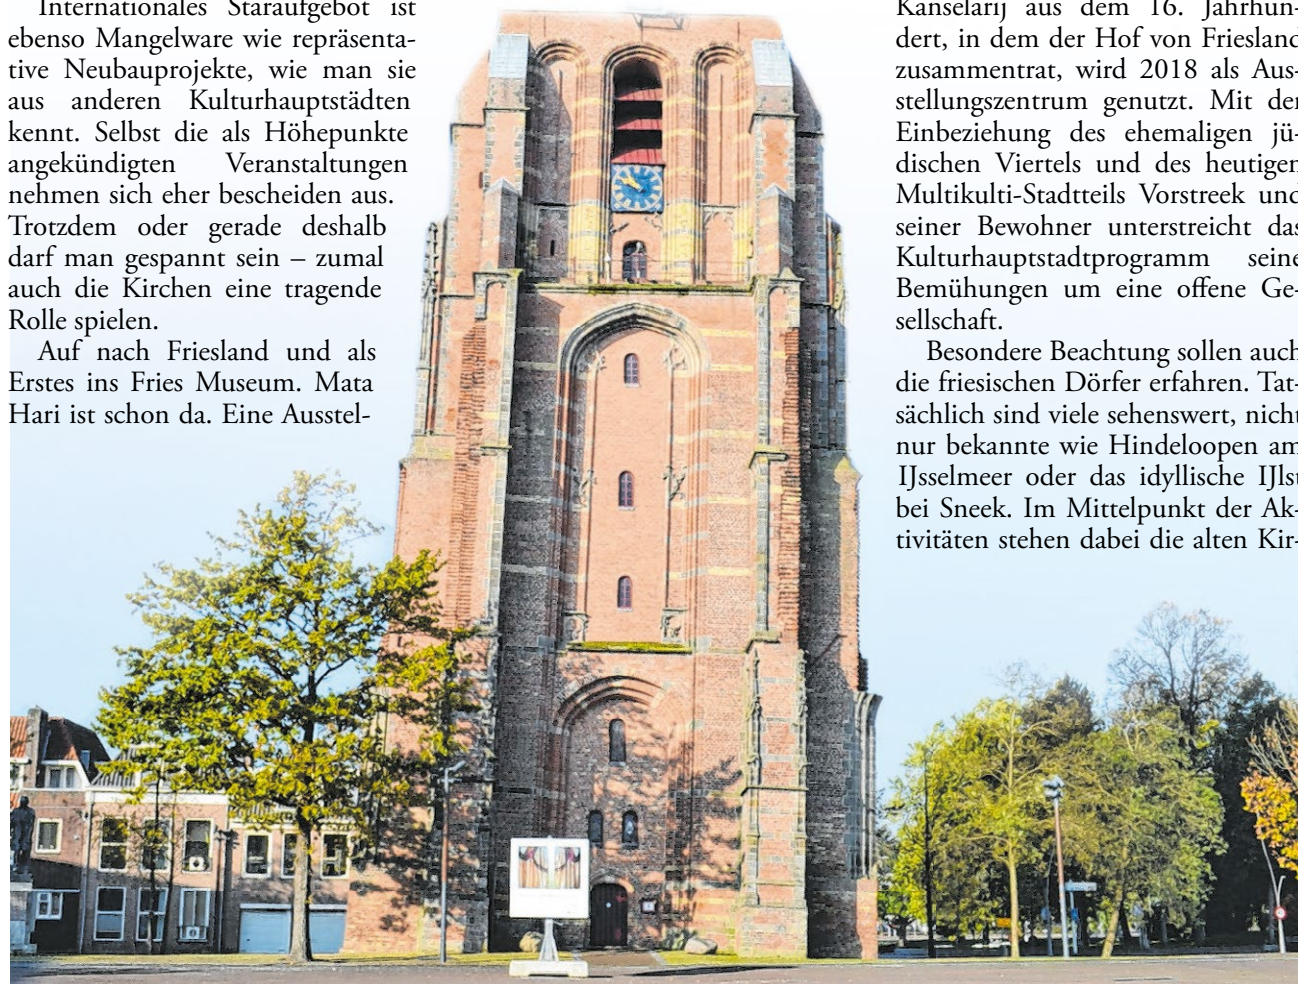 Internationales Staraufgebot ist
ebenso Mangelware wie repräsenta-
tive Neubauprojekte, wie man sie
aus anderen Kulturhauptstädten
kennt. Selbst die als Höhepunkte
angekündigten Veranstaltungen
nehmen sich eher bescheiden aus.
Trotzdem oder gerade deshalb
darf man gespannt sein – zumal
auch die Kirchen eine tragende
Rolle spielen.
Auf nach Friesland und als
Erstes ins Fries Museum. Mata
Hari ist schon da. Eine Ausstel-
Kanselarij aus dem 16. Jahrhun-
dert, in dem der Hof von Friesland
zusammentrat, wird 2018 als Aus-
stellungszentrum genutzt. Mit der
Einbeziehung des ehemaligen jü-
dischen Viertels und des heutigen
Multikulti-Stadtteils Vorstreek und
seiner Bewohner unterstreicht das
Kulturhauptstadtprogramm seine
Bemühungen um eine offene Ge-
sellschaft.
Besondere Beachtung sollen auch
die friesischen Dörfer erfahren. Tat-
sächlich sind viele sehenswert, nicht
nur bekannte wie Hindeloopen am
IJsselmeer oder das idyllische IJlst
bei Sneek. Im Mittelpunkt der Ak-
tivitäten stehen dabei die alten Kir-